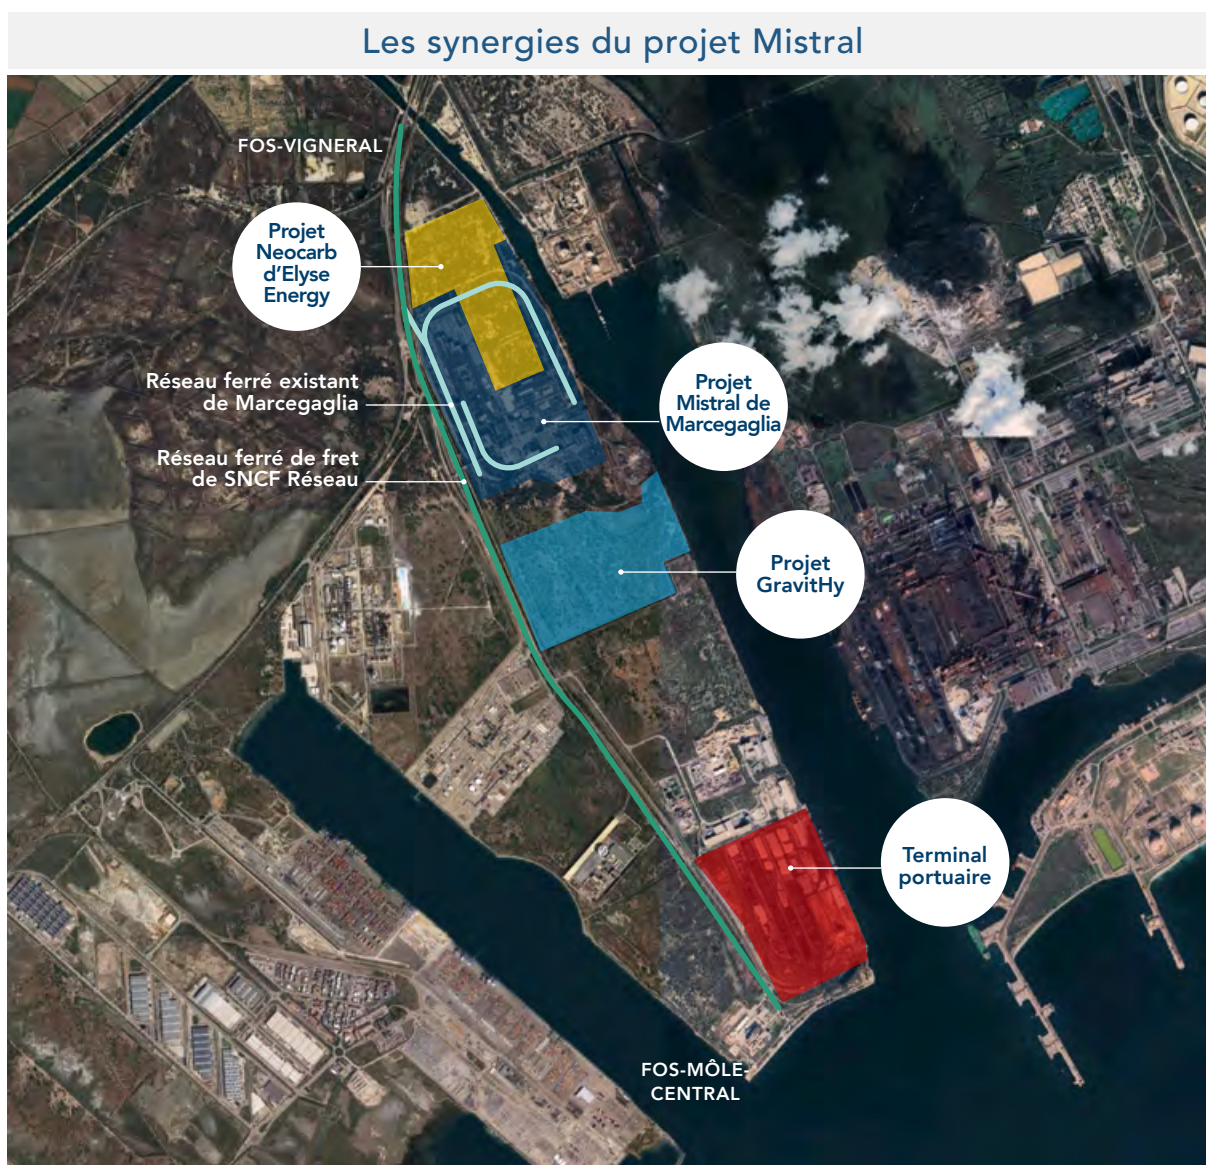 Les synergies du projet Mistral
FOS-VIGNERAL
Projet
Neocarb
d'Elyse
Energy
Réseau ferré existant
de Marcegaglia
Projet
Mistral de
Marcegaglia
Réseau ferré de fret
de SNCF Réseau
Projet
GravitHy
Terminal
portuaire
FOS-MÔLE-
CENTRAL